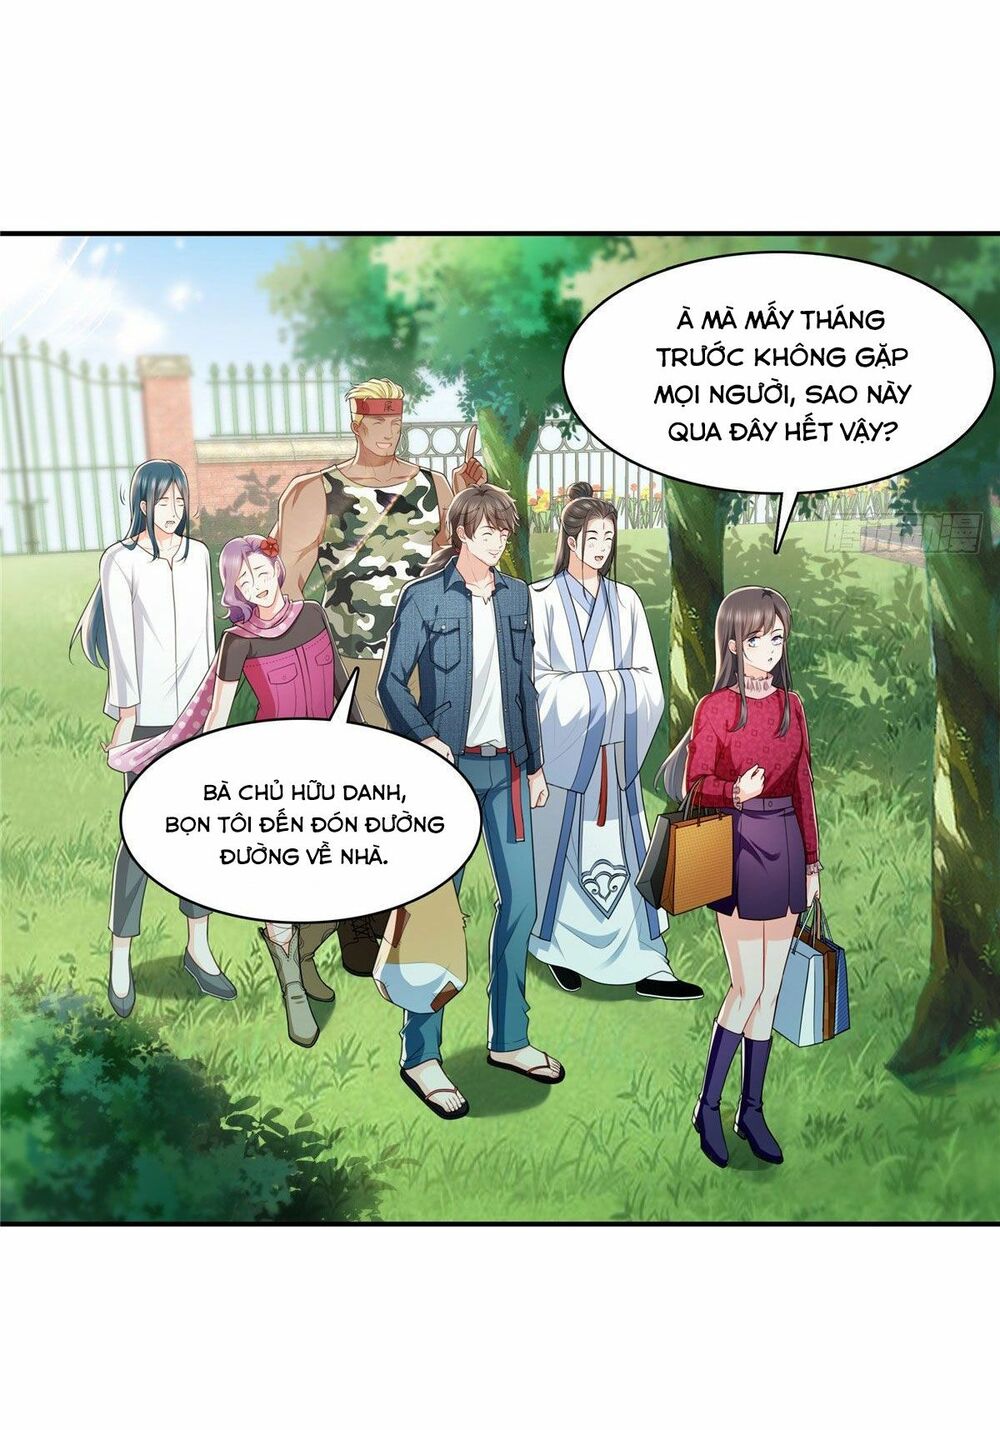 À MÀ MẤY THÁNG
TRƯỚC KHÔNG GẶP
MỌI NGƯỜI, SAO NÀY
QUA ĐÂY HẾT VẬY?
BÀ CHỦ HỮU DANH,
BỌN TÔI ĐẾN ĐÓN ĐƯỜNG
ĐƯỜNG VỀ NHÀ.